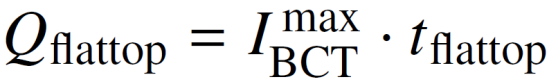 Q_flattop = I_BCT^max · t_flattop